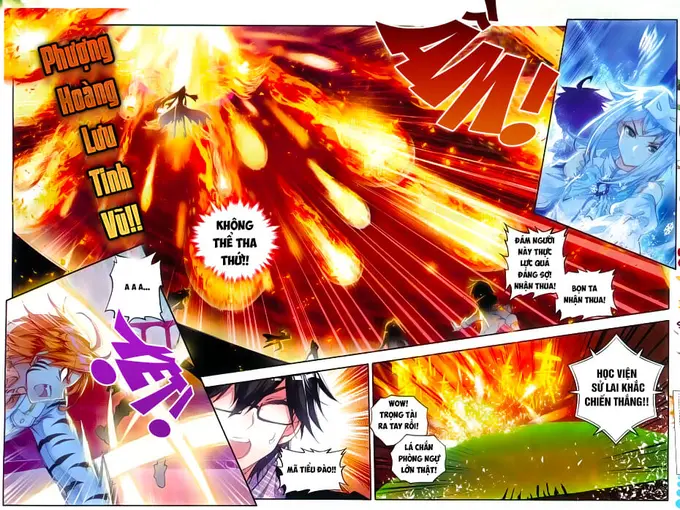 Phượng
Hoàng
Lưu
Tinh
Vũ!!
ẦM!
KHÔNG
THỂ THA
THỨ!!
ĐÁM NGƯỜI
NÀY THỰC
LỰC QUÁ
ĐÁNG SỢ!
NHẬN THUA!
BỌN TA
NHẬN THUA!
A A A...
XẸT!
MÃ TIỂU ĐÀO!!
WOW!
TRỌNG TÀI
RA TAY RỒI!
LÁ CHẮN
PHÒNG NGỰ
LỚN THẬT!
HỌC VIỆN
SỬ LAI KHẮC
CHIẾN THẮNG!!